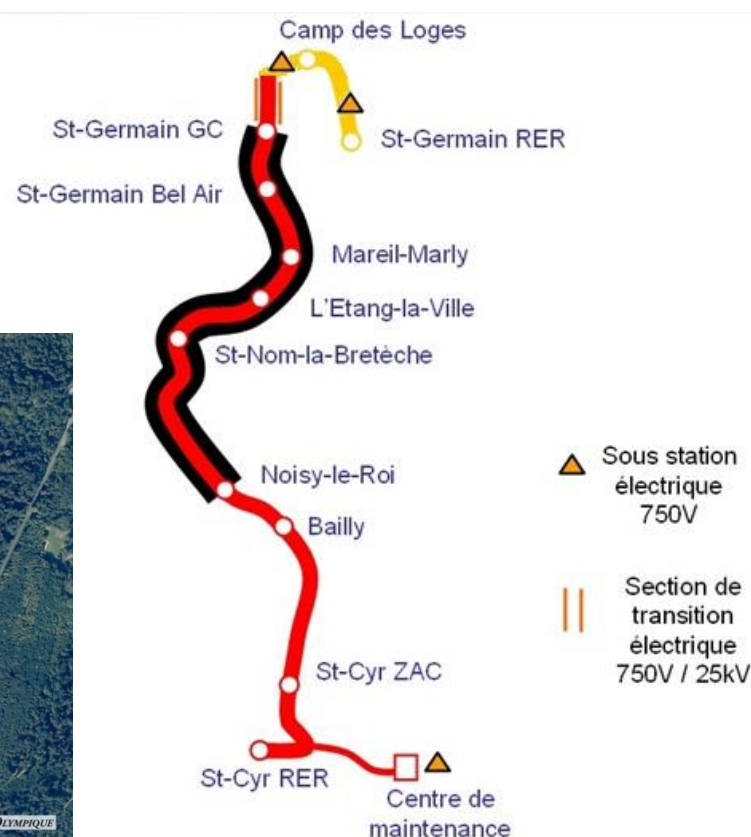 Camp des Loges
St-Germain GC
St-Germain RER
St-Germain Bel Air
Mareil-Marly
L'Etang-la-Ville
St-Nom-la-Bretèche
Noisy-le-Roi
Bailly
St-Cyr ZAC
St-Cyr RER
Centre de
maintenance
Sous station
électrique
750V
Section de
transition
électrique
750V / 25kV
OLYMPIQUE